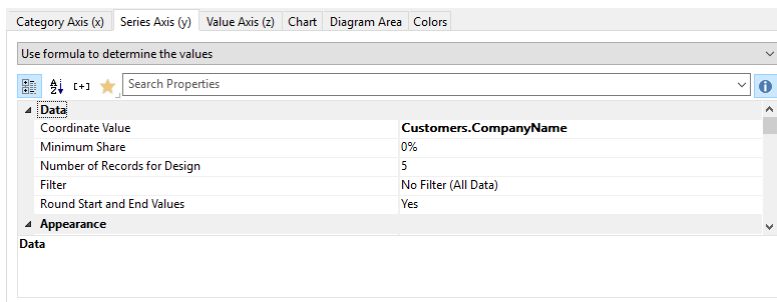 Category Axis (x) Series Axis (y) Value Axis (z) Chart Diagram Area Colors
Use formula to determine the values
Search Properties
Data
Coordinate Value Customers.CompanyName
Minimum Share 0%
Number of Records for Design 5
Filter No Filter (All Data)
Round Start and End Values Yes
Appearance
Data